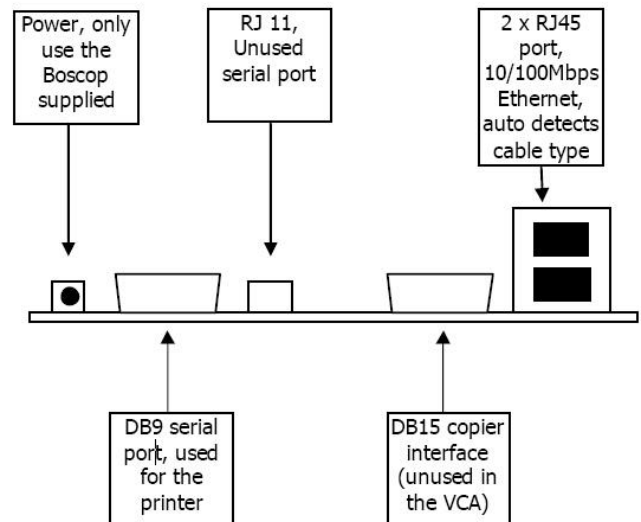 Power, only
use the
Boscop
supplied
RJ 11,
Unused
serial port
2 x RJ45
port,
10/100Mbps
Ethernet,
auto detects
cable type
DB9 serial
port, used
for the
printer
DB15 copier
interface
(unused in
the VCA)